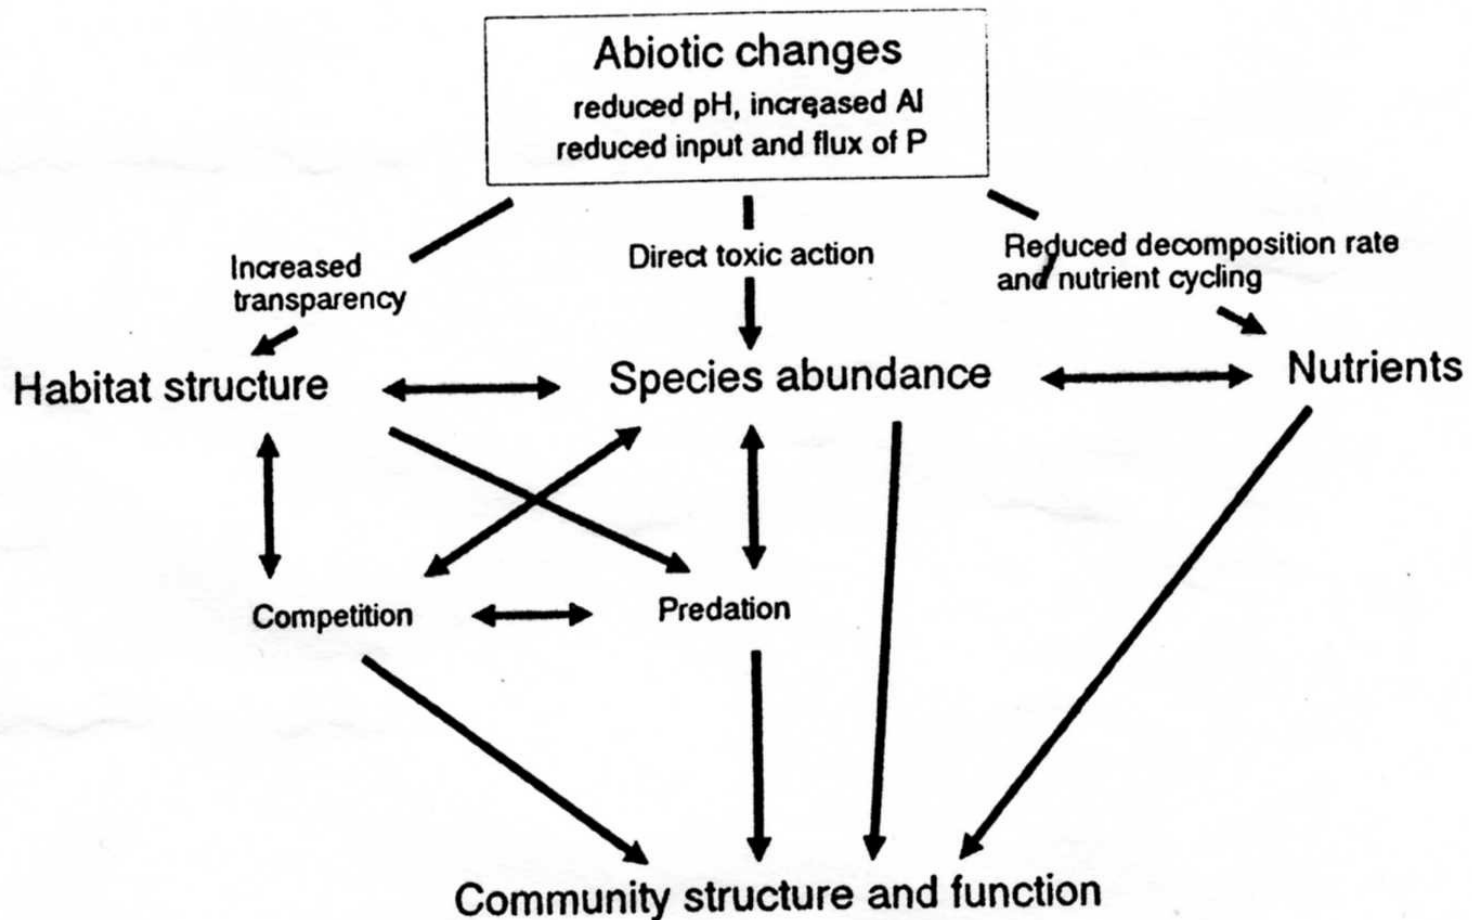 Abiotic changes
reduced pH, increased Al
reduced input and flux of P
Increased
transparency
Direct toxic action
Reduced decomposition rate
and nutrient cycling
Habitat structure
Species abundance
Nutrients
Competition
Predation
Community structure and function